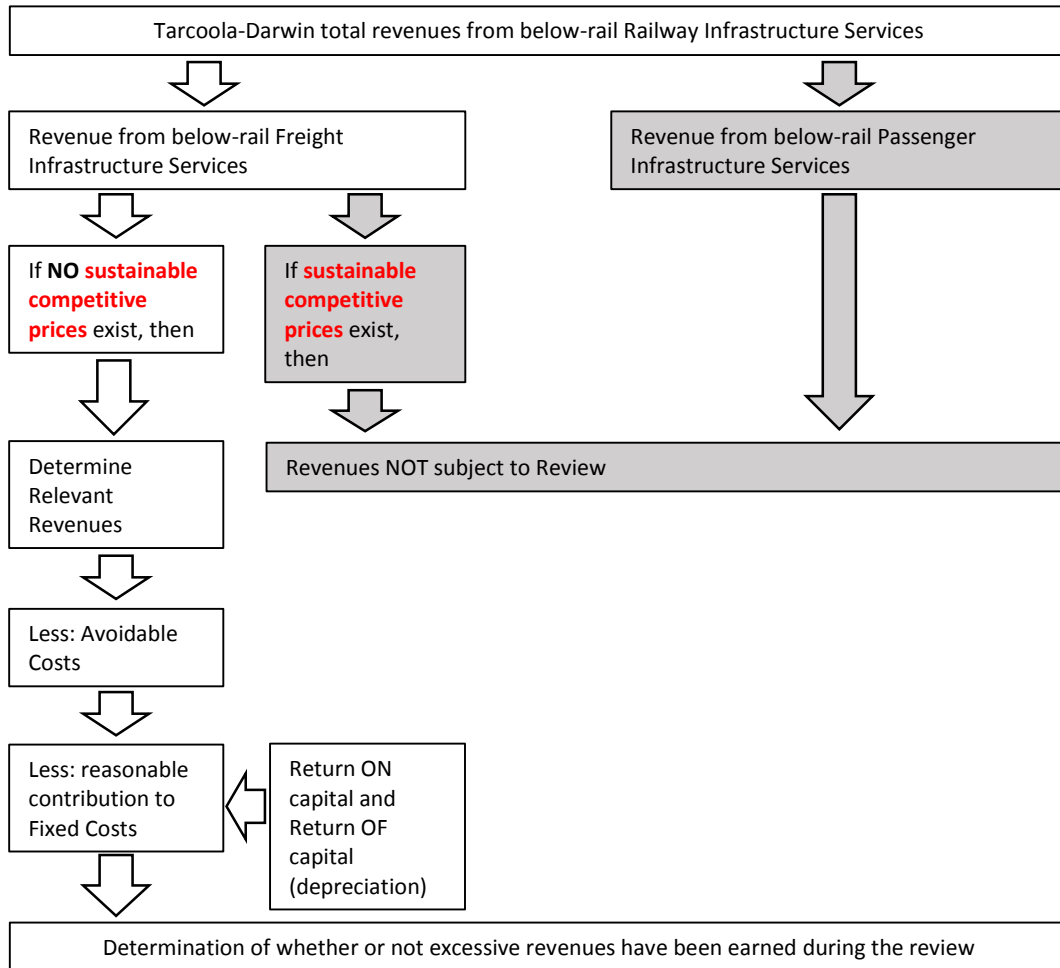 Tarcoola-Darwin total revenues from below-rail Railway Infrastructure Services
Revenue from below-rail Freight
Infrastructure Services
Revenue from below-rail Passenger
Infrastructure Services
If NO sustainable
competitive
prices exist, then
If sustainable
competitive
prices exist,
then
Determine
Relevant
Revenues
Revenues NOT subject to Review
Less: Avoidable
Costs
Less: reasonable
contribution to
Fixed Costs
Return ON
capital and
Return OF
capital
(depreciation)
Determination of whether or not excessive revenues have been earned during the review